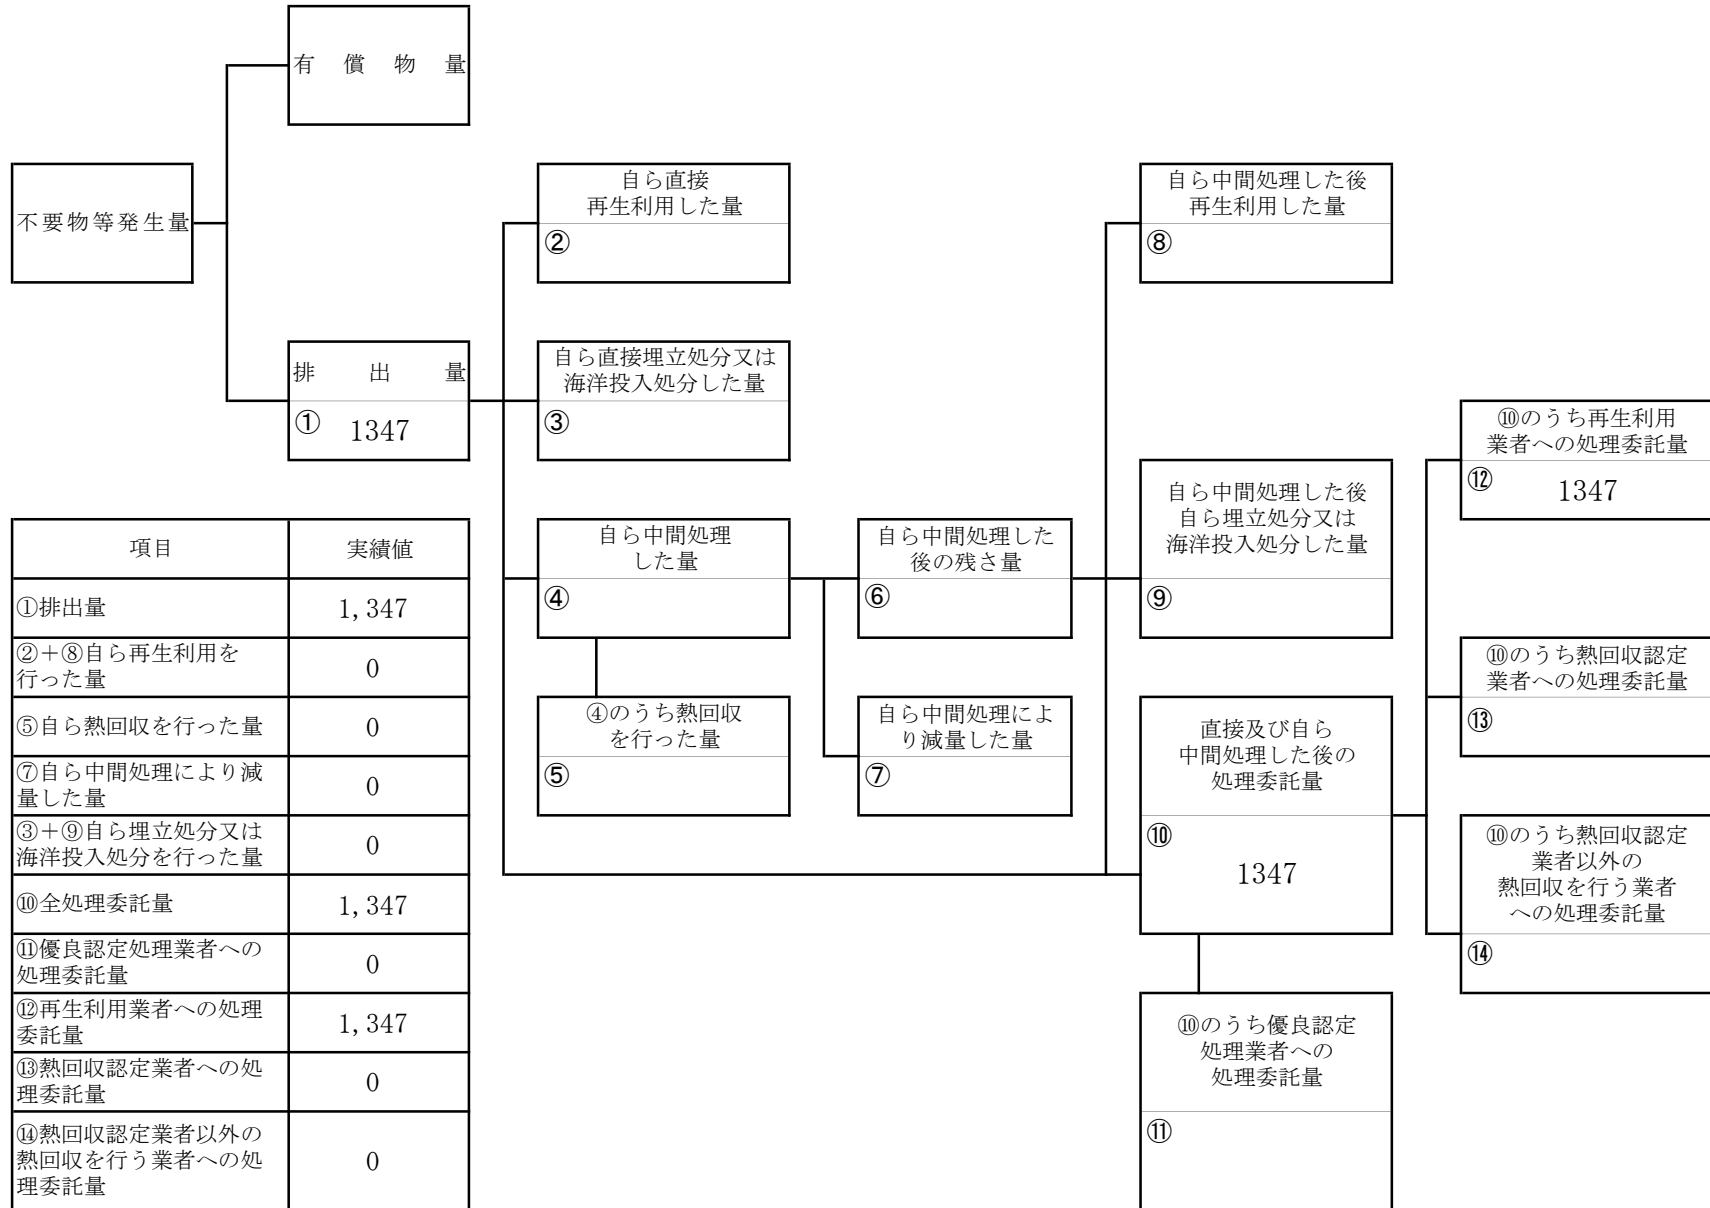 有償物量
不要物等発生量
自ら直接
再生利用した量
②
自ら中間処理した後
再生利用した量
⑧
排出量
① 1347
自ら直接埋立処分又は
海洋投入処分した量
③
⑩のうち再生利用
業者への処理委託量
⑫ 1347
自ら中間処理した後
自ら埋立処分又は
海洋投入処分した量
⑨
自ら中間処理
した量
④
自ら中間処理した
後の残さ量
⑥
⑩のうち熱回収認定
業者への処理委託量
⑬
④のうち熱回収
を行った量
⑤
自ら中間処理によ
り減量した量
⑦
直接及び自ら
中間処理した後の
処理委託量
⑩
1347
⑩のうち熱回収認定
業者以外の
熱回収を行う業者
への処理委託量
⑭
⑩のうち優良認定
処理業者への
処理委託量
⑪
項目 実績値
①排出量 1,347
②+⑧自ら再生利用を
行った量 0
⑤自ら熱回収を行った量 0
⑦自ら中間処理により減
量した量 0
③+⑨自ら埋立処分又は
海洋投入処分を行った量 0
⑩全処理委託量 1,347
⑪優良認定処理業者への
処理委託量 0
⑫再生利用業者への処理
委託量 1,347
⑬熱回収認定業者への処
理委託量 0
⑭熱回収認定業者以外の
熱回収を行う業者への処
理委託量 0